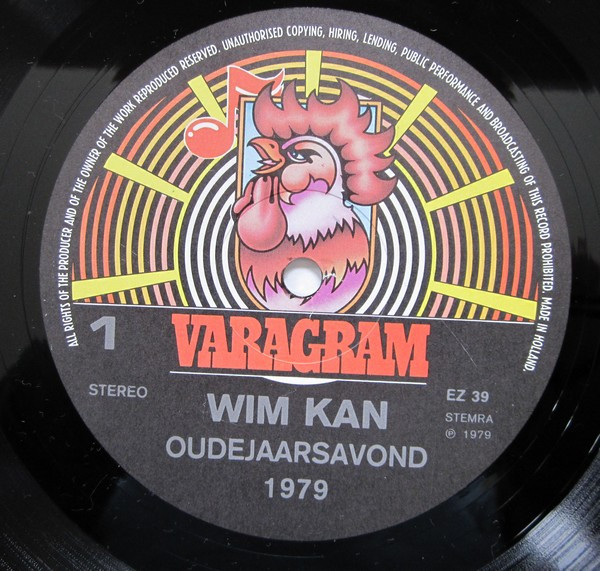 ALL RIGHTS OF THE PRODUCER AND OF THE OWNER OF THE WORK REPRODUCED RESERVED. UNAUTHORISED COPYING, HIRING, LENDING, PUBLIC PERFORMANCE AND BROADCASTING OF THIS RECORD PROHIBITED. MADE IN HOLLAND.
1
VARAGRAM
STEREO
EZ 39
STEMRA
℗ 1979
WIM KAN
OUDEJAARSAVOND
1979